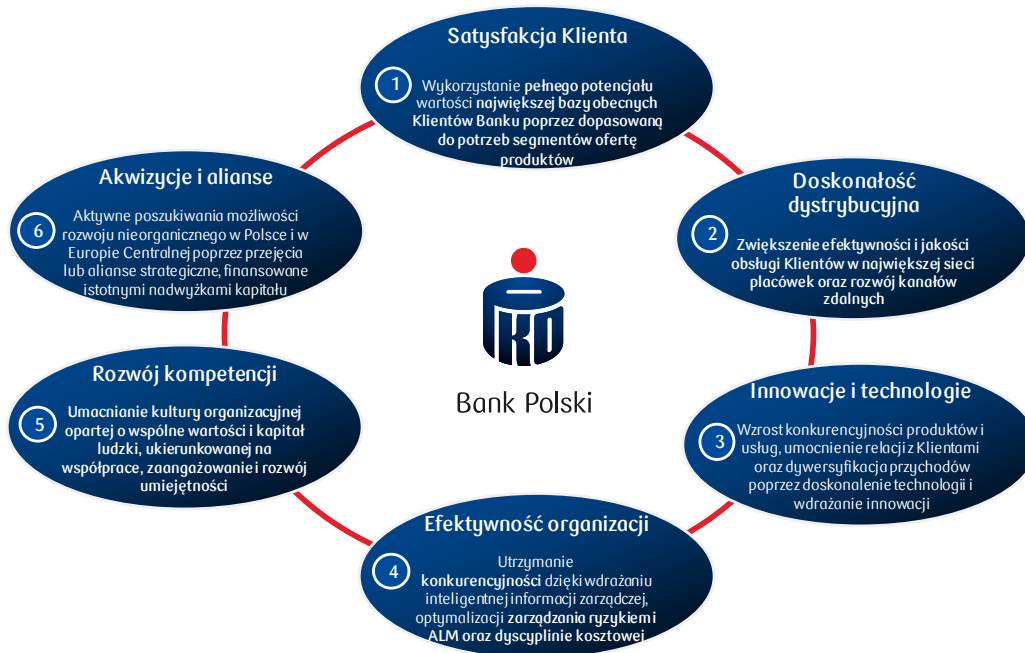 Satysfakcja Klienta
1
Wykorzystanie pełnego potencjału
wartości największej bazy obecnych
Klientów Banku poprzez dopasowaną
do potrzeb segmentów ofertę
produktów
Doskonałość
dystrybucyjna
2
Zwiększenie efektywności i jakości
obsługi Klientów w największej sieci
placówek oraz rozwój kanałów
zdalnych
Innowacje i technologie
3
Wzrost konkurencyjności produktów i
usług, umocnienie relacji z Klientami
oraz dywersyfikacja przychodów
poprzez doskonalenie technologii i
wdrażanie innowacji
Efektywność organizacji
4
Utrzymanie
konkurencyjności dzięki wdrażaniu
inteligentnej informacji zarządczej,
optymalizacji zarządzania ryzykiem i
ALM oraz dyscyplinie kosztowej
Rozwój kompetencji
5
Umacnianie kultury organizacyjnej
opartej o wspólne wartości i kapitał
ludzki, ukierunkowanej na
współprace, zaangażowanie i rozwój
umiejętności
Akwizycje i alianse
6
Aktywne poszukiwania możliwości
rozwoju nieorganicznego w Polsce i w
Europie Centralnej poprzez przejęcia
lub alianse strategiczne, finansowane
istotnymi nadwyżkami kapitału
PKO
Bank Polski